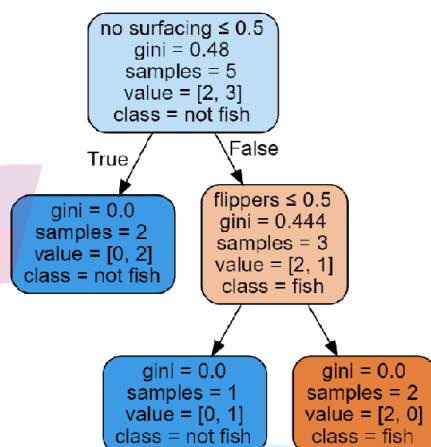 no surfacing ≤ 0.5
gini = 0.48
samples = 5
value = [2, 3]
class = not fish
True
False
gini = 0.0
samples = 2
value = [0, 2]
class = not fish
flippers ≤ 0.5
gini = 0.444
samples = 3
value = [2, 1]
class = fish
gini = 0.0
samples = 1
value = [0, 1]
class = not fish
gini = 0.0
samples = 2
value = [2, 0]
class = fish